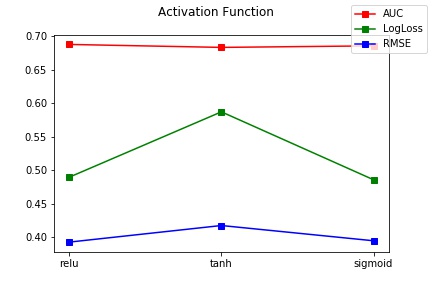 Activation Function
AUC
LogLoss
RMSE
0.70
0.65
0.60
0.55
0.50
0.45
0.40
relu tanh sigmoid